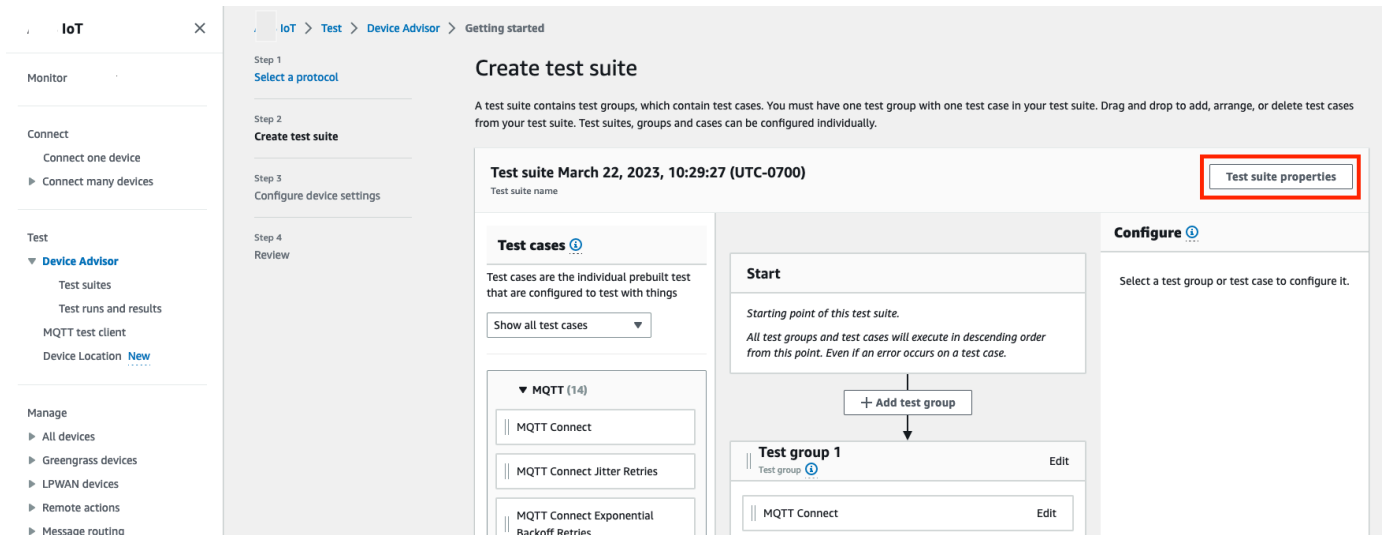 IoT
Monitor
Connect
Connect one device
Connect many devices
Test
Device Advisor
Test suites
Test runs and results
MQTT test client
Device Location New
Manage
All devices
Greengrass devices
LPWAN devices
Remote actions
Message routing
IoT > Test > Device Advisor > Getting started
Step 1
Select a protocol
Step 2
Create test suite
Step 3
Configure device settings
Step 4
Review
Create test suite
A test suite contains test groups, which contain test cases. You must have one test group with one test case in your test suite. Drag and drop to add, arrange, or delete test cases
from your test suite. Test suites, groups and cases can be configured individually.
Test suite March 22, 2023, 10:29:27 (UTC-0700)
Test suite name
Test suite properties
Test cases
Test cases are the individual prebuilt test
that are configured to test with things
Show all test cases
MQTT (14)
MQTT Connect
MQTT Connect Jitter Retries
MQTT Connect Exponential
Backoff Retries
Start
Starting point of this test suite.
All test groups and test cases will execute in descending order
from this point. Even if an error occurs on a test case.
+ Add test group
Test group 1
Test group
Edit
MQTT Connect
Edit
Configure
Select a test group or test case to configure it.